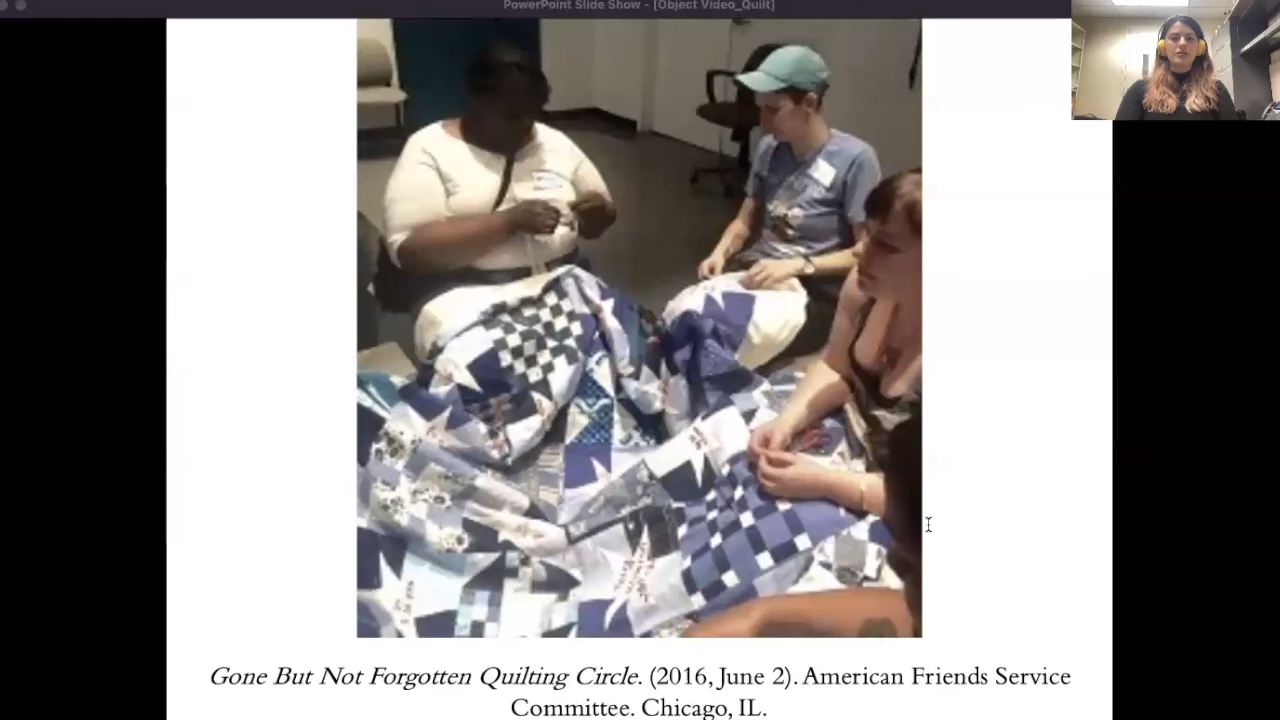 PowerPoint Slide Show - [Object Video_Quilt]
Gone But Not Forgotten Quilting Circle. (2016, June 2). American Friends Service
Committee. Chicago, IL.